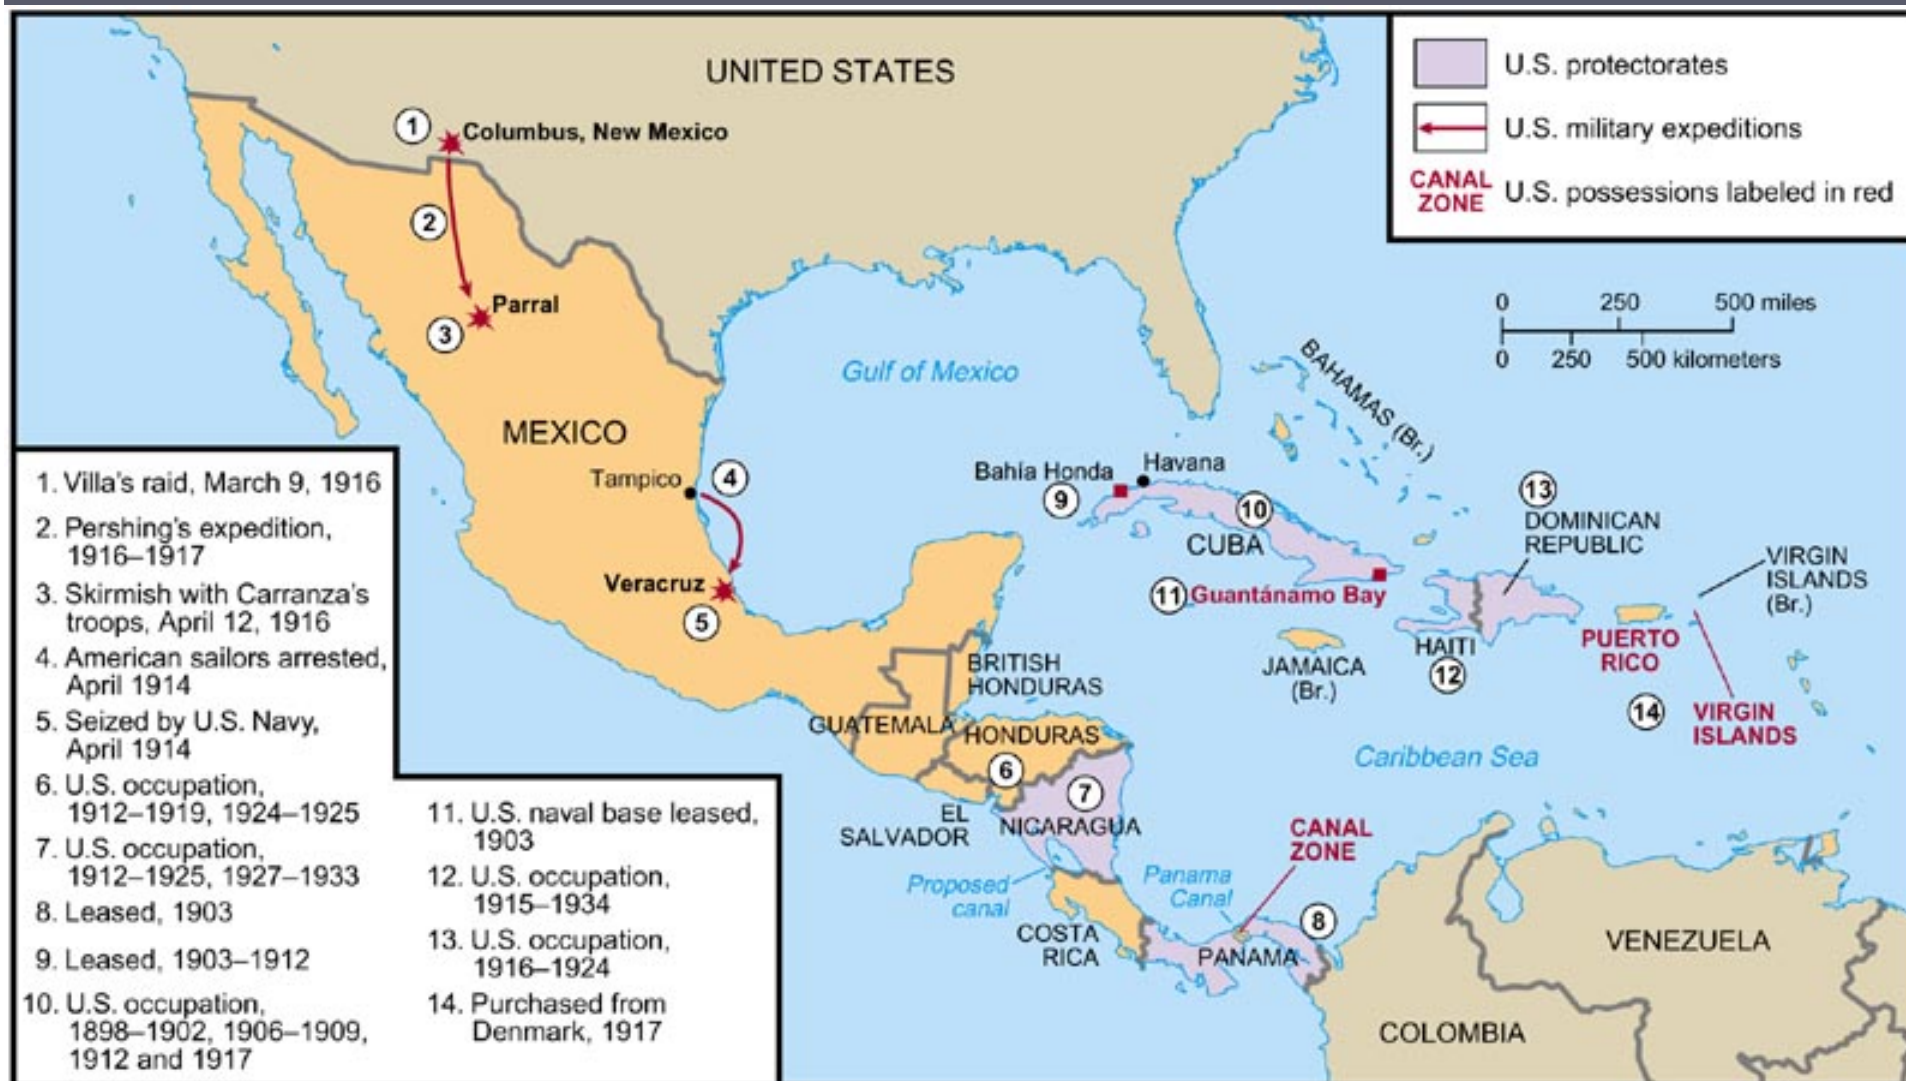 UNITED STATES
1
Columbus, New Mexico
2
Parral
3
MEXICO
Tampico
4
Veracruz
5
Gulf of Mexico
BAHAMAS (Br.)
Bahía Honda
Havana
9
10
CUBA
11
Guantánamo Bay
13
DOMINICAN
REPUBLIC
VIRGIN
ISLANDS
(Br.)
HAITI
12
JAMAICA
(Br.)
PUERTO
RICO
14
VIRGIN
ISLANDS
Caribbean Sea
BRITISH
HONDURAS
GUATEMALA
HONDURAS
6
EL
SALVADOR
7
NICARAGUA
Proposed
canal
Panama
Canal
CANAL
ZONE
COSTA
RICA
8
PANAMA
VENEZUELA
COLOMBIA
U.S. protectorates
U.S. military expeditions
CANAL
ZONE
U.S. possessions labeled in red
0 250 500 miles
0 250 500 kilometers
1. Villa's raid, March 9, 1916
2. Pershing's expedition,
1916–1917
3. Skirmish with Carranza's
troops, April 12, 1916
4. American sailors arrested,
April 1914
5. Seized by U.S. Navy,
April 1914
6. U.S. occupation,
1912–1919, 1924–1925
7. U.S. occupation,
1912–1925, 1927–1933
8. Leased, 1903
9. Leased, 1903–1912
10. U.S. occupation,
1898–1902, 1906–1909,
1912 and 1917
11. U.S. naval base leased,
1903
12. U.S. occupation,
1915–1934
13. U.S. occupation,
1916–1924
14. Purchased from
Denmark, 1917